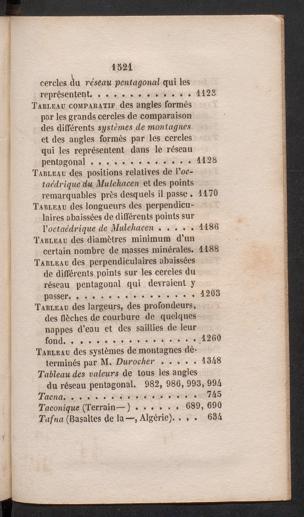 1521
cercles du réseau pentagonal qui les
représentent. . . . . . . . . . . . . 1123
TABLEAU COMPARATIF des angles formés
par les grands cercles de comparaison
des différents systèmes de montagnes
et des angles formés par les cercles
qui les représentent dans le réseau
pentagonal . . . . . . . . . . . . 1128
TABLEAU des positions relatives de l'oc-
taédrique du Mulehacen et des points
remarquables près desquels il passe . 1170
TABLEAU des longueurs des perpendicu-
laires abaissées de différents points sur
l'octaédrique de Mulehacen . . . . . 1186
TABLEAU des diamètres minimum d'un
certain nombre de masses minérales. 1188
TABLEAU des perpendiculaires abaissées
de différents points sur les cercles du
réseau pentagonal qui devraient y
passer. . . . . . . . . . . . . . . 1203
TABLEAU des largeurs, des profondeurs,
des flèches de courbure de quelques
nappes d'eau et des saillies de leur
fond. . . . . . . . . . . . . . . . 1260
TABLEAU des systèmes de montagnes dé-
terminés par M. Durocher . . . . . 1348
Tableau des valeurs de tous les angles
du réseau pentagonal. 982, 986, 993, 994
Tacna. . . . . . . . . . . . . . . . 745
Taconique (Terrain—) . . . . . . 689, 690
Tafna (Basaltes de la —, Algérie). . . . 634